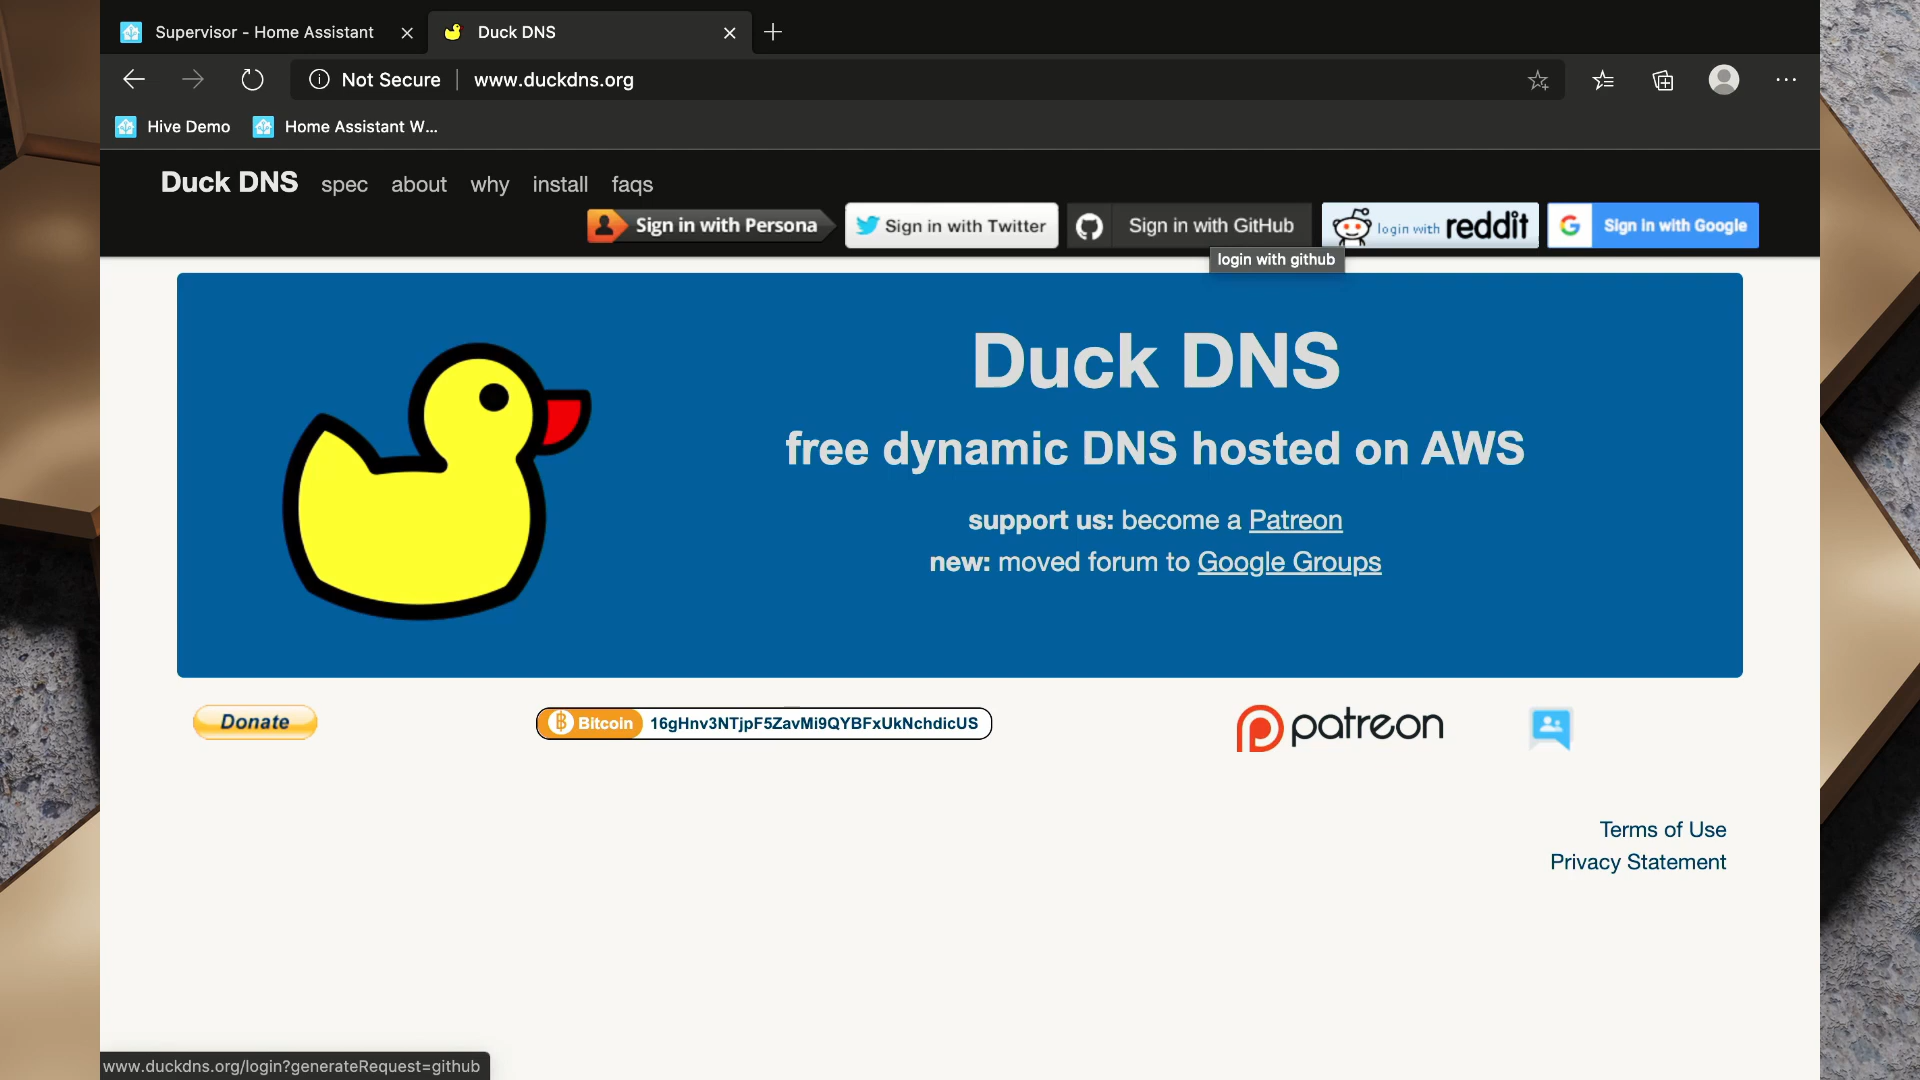 Supervisor - Home Assistant
Duck DNS
Not Secure
www.duckdns.org
Hive Demo
Home Assistant W...
Duck DNS spec about why install faqs
Sign in with Persona
Sign in with Twitter
Sign in with GitHub
login with reddit
Sign in with Google
login with github
Duck DNS
free dynamic DNS hosted on AWS
support us: become a Patreon
new: moved forum to Google Groups
Donate
Bitcoin 16gHnv3NTjpF5ZavMi9QYBFxUkNchdicUS
patreon
Terms of Use
Privacy Statement
www.duckdns.org/login?generateRequest=github